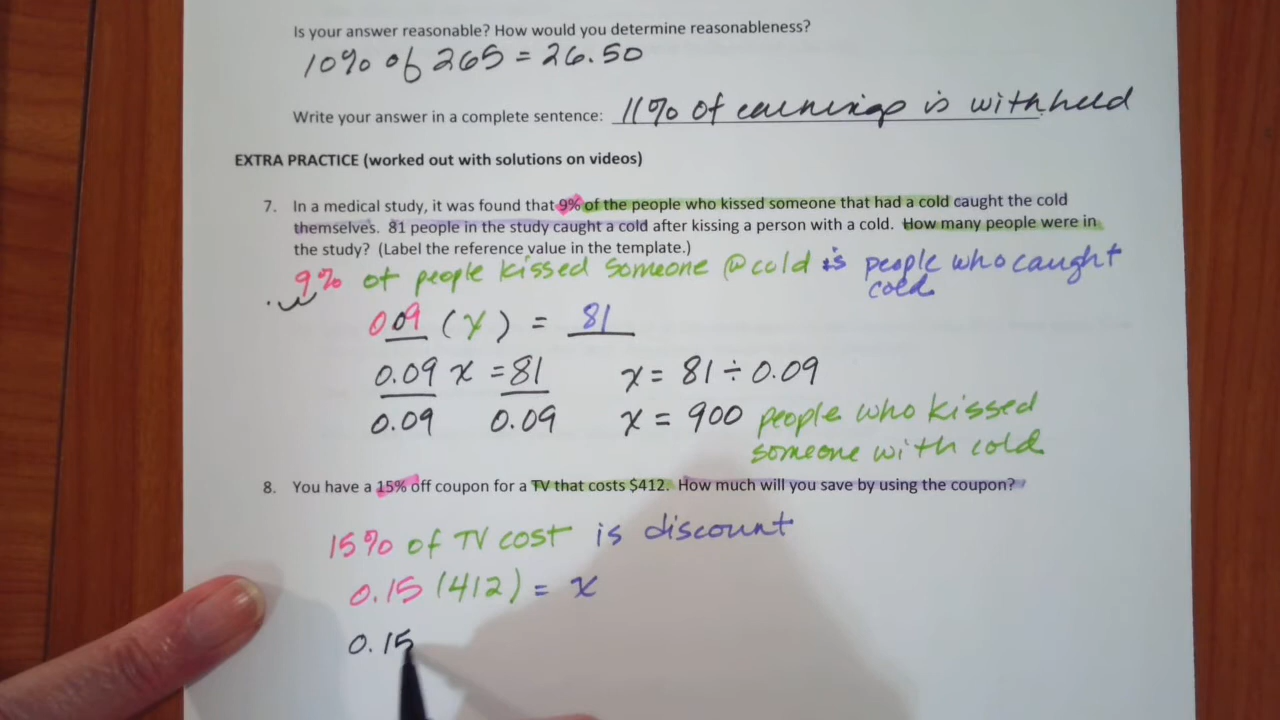 Is your answer reasonable? How would you determine reasonableness?
10% of 265 = 26.50
Write your answer in a complete sentence: 11% of earnings is withheld
EXTRA PRACTICE (worked out with solutions on videos)
7. In a medical study, it was found that 9% of the people who kissed someone that had a cold caught the cold
themselves. 81 people in the study caught a cold after kissing a person with a cold. How many people were in
the study? (Label the reference value in the template.)
9% of people kissed someone @ cold is people who caught
cold
0.09 (x) = 81
0.09 x = 81 x = 81 ÷ 0.09
0.09 0.09 x = 900 people who kissed
someone with cold
8. You have a 15% off coupon for a TV that costs $412. How much will you save by using the coupon?
15% of TV cost is discount
0.15 (412) = x
0.15